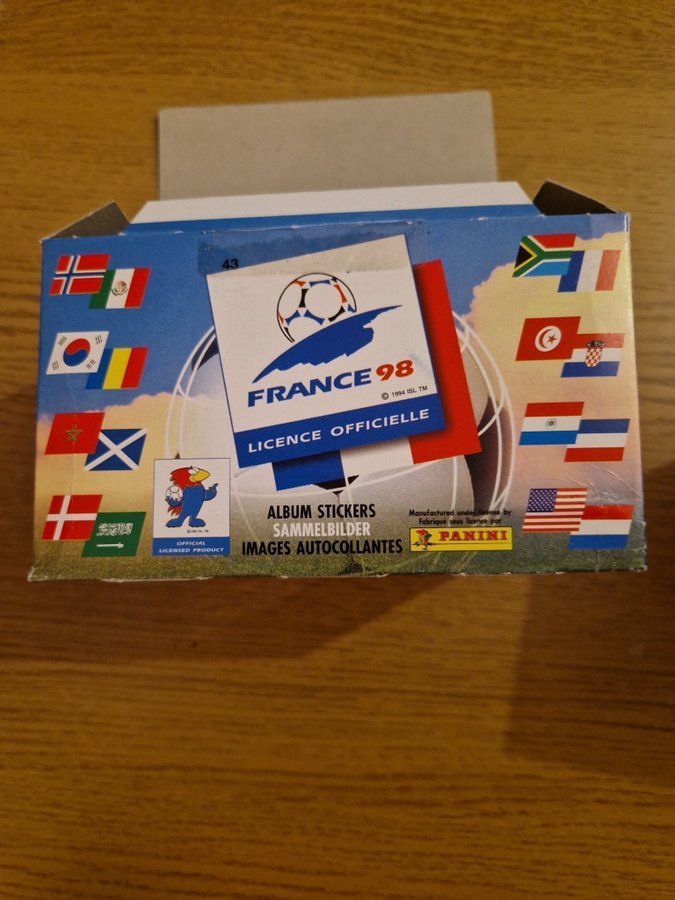 43
FRANCE 98
© 1994 ISL TM
LICENCE OFFICIELLE
OFFICIAL
LICENSED PRODUCT
ALBUM STICKERS
SAMMELBILDER
IMAGES AUTOCOLLANTES
Manufactured under license by
Fabriqué sous licence par
PANINI